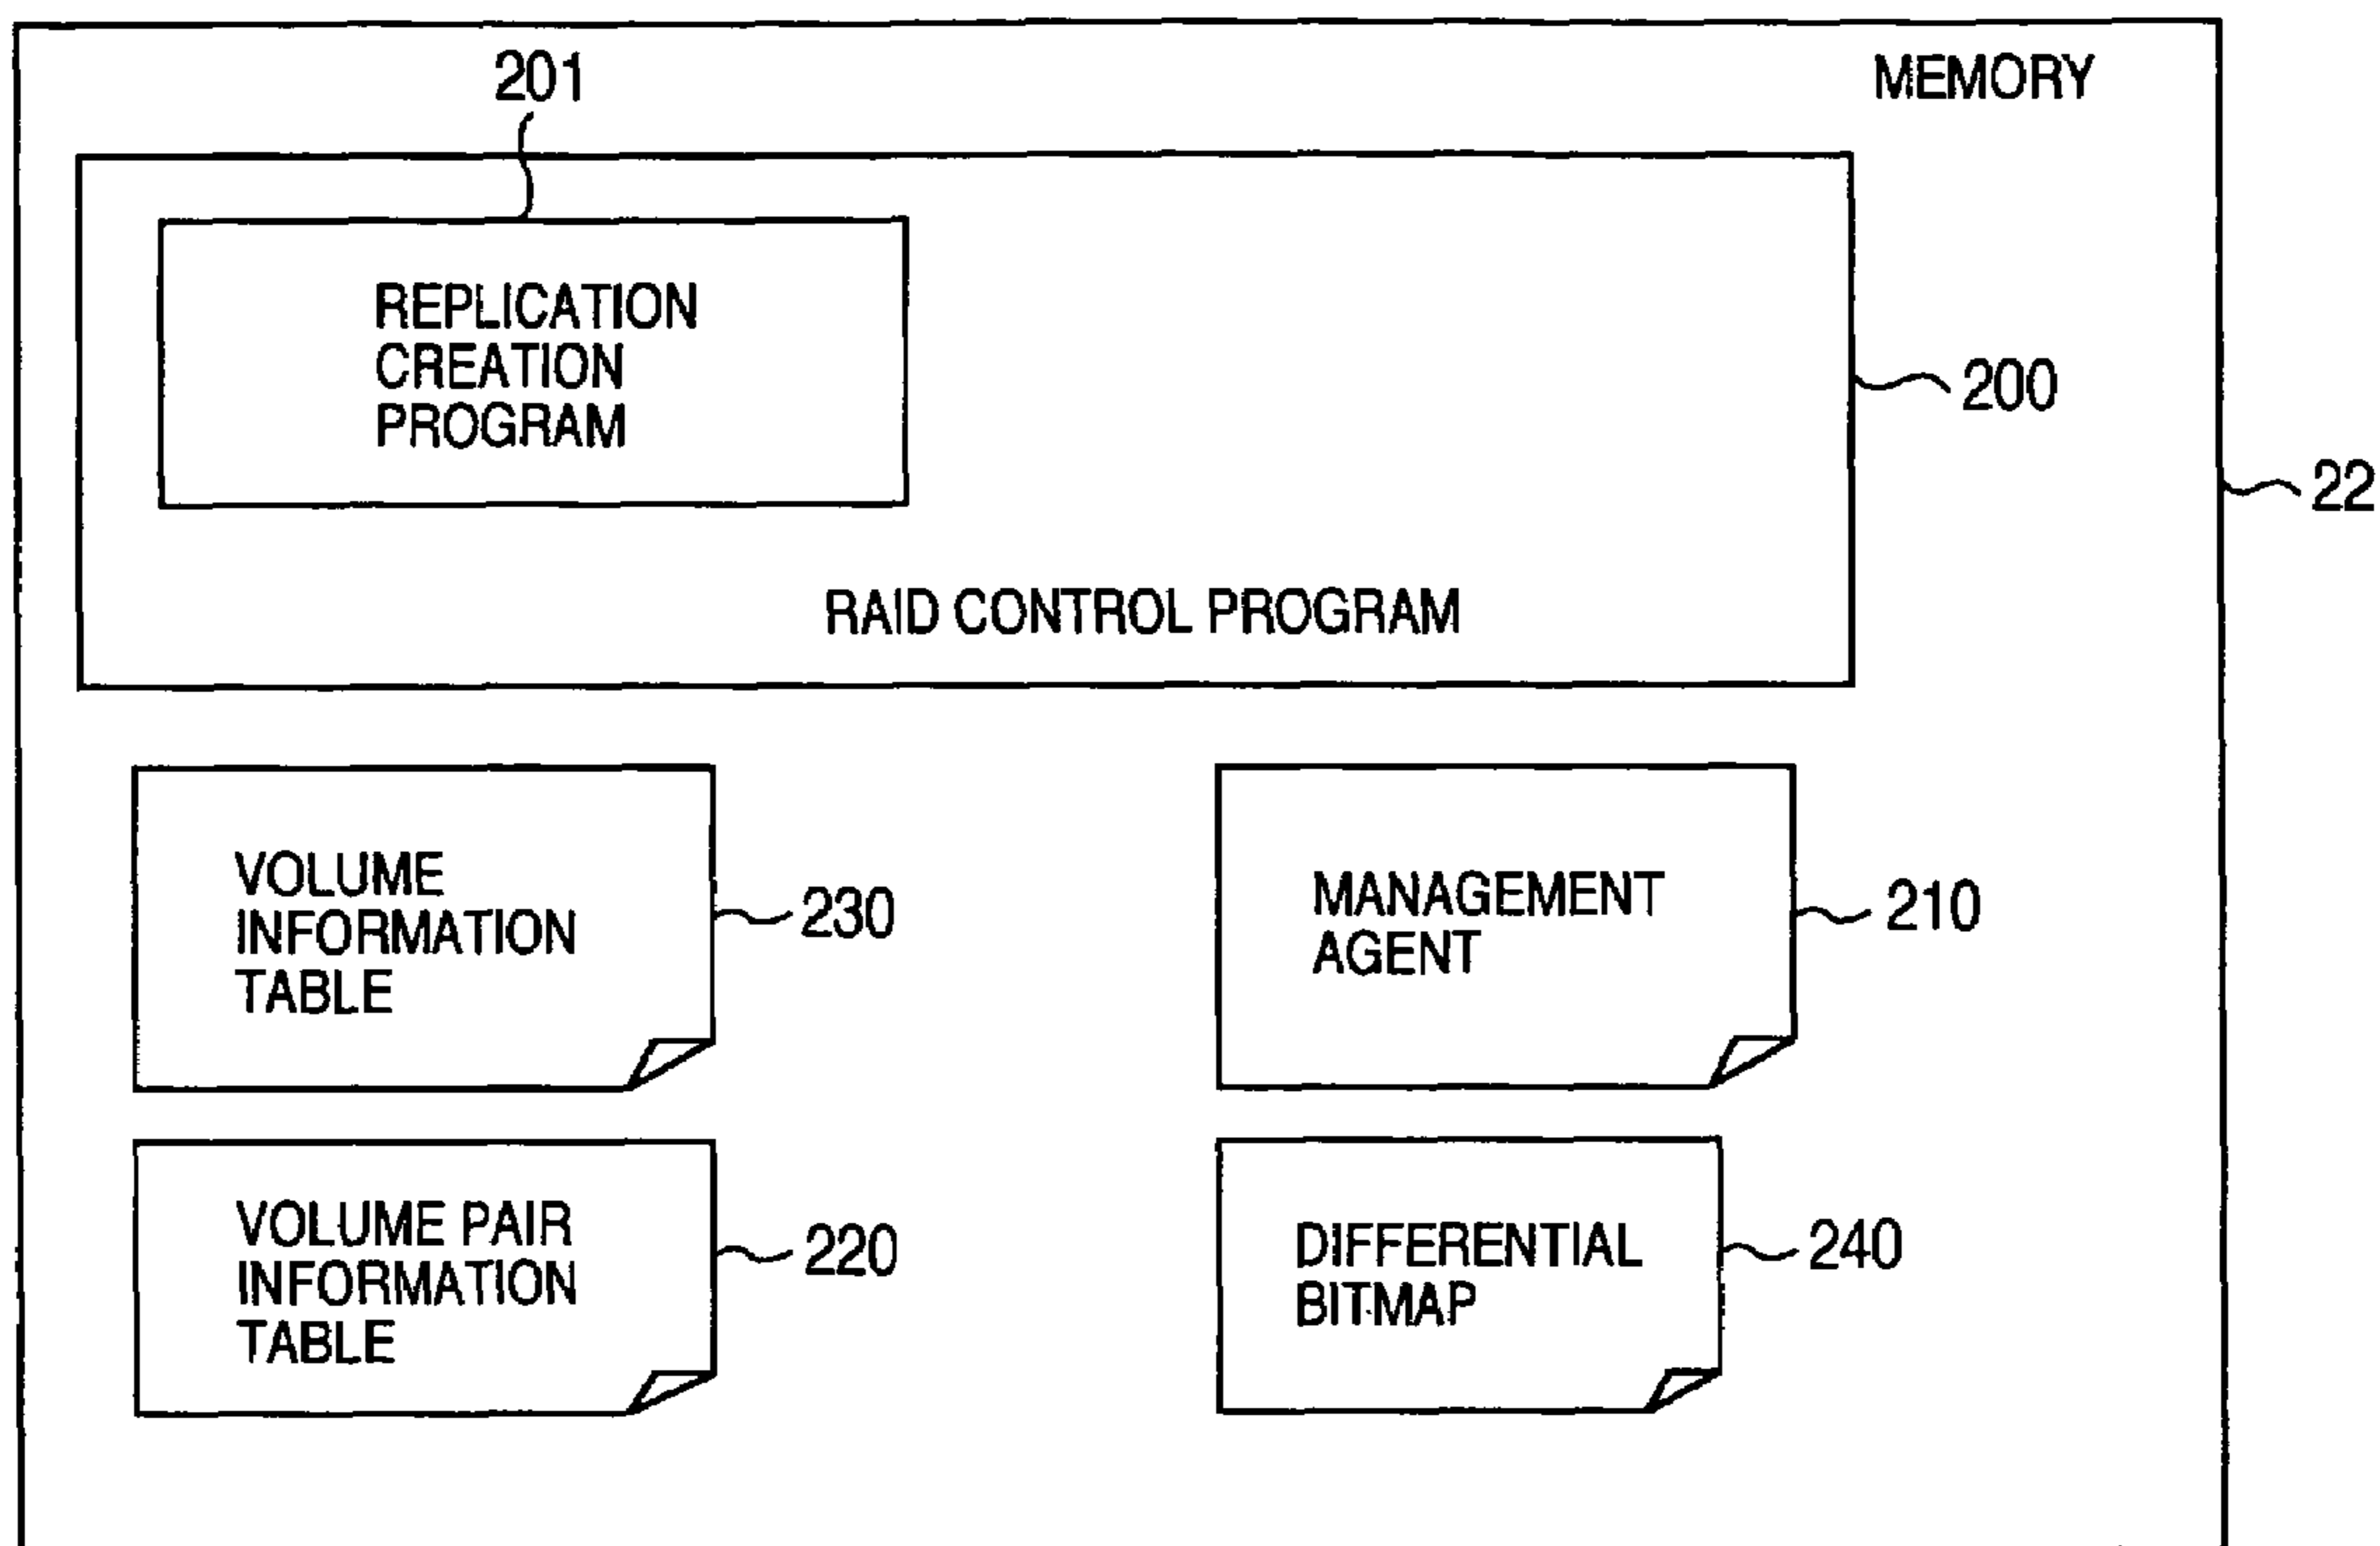 201
MEMORY
REPLICATION
CREATION
PROGRAM
200
22
RAID CONTROL PROGRAM
VOLUME
INFORMATION
TABLE
230
MANAGEMENT
AGENT
210
VOLUME PAIR
INFORMATION
TABLE
220
DIFFERENTIAL
BITMAP
240